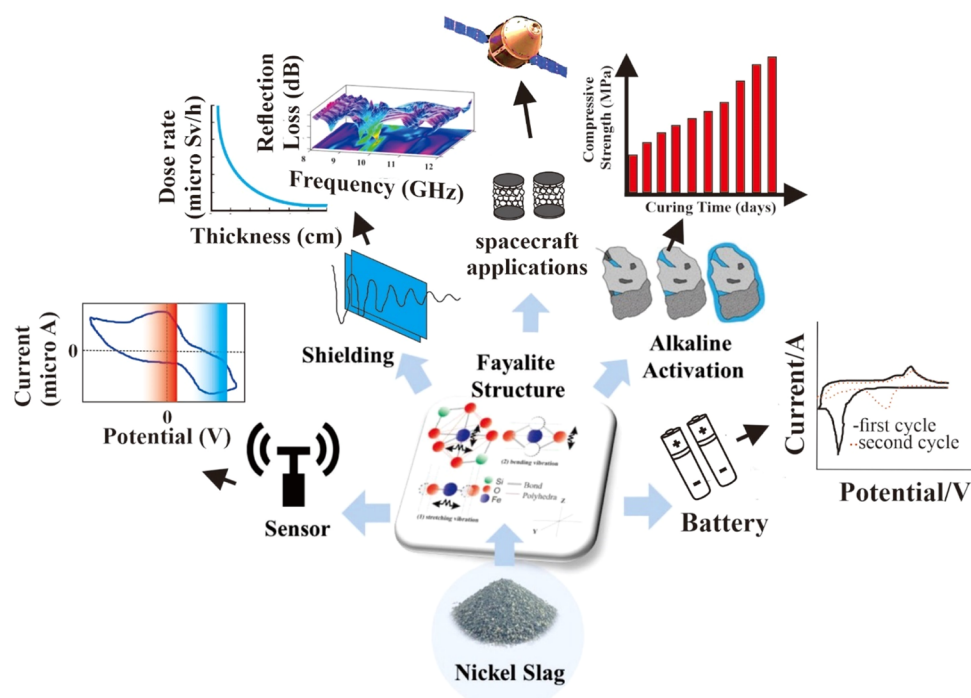 Reflection
Loss (dB)
8
9
10
11
12
Frequency (GHz)
Dose rate
(micro Sv/h
Thickness (cm)
Compressive
Strength (MPa)
Curing Time (days)
spacecraft
applications
Shielding
Fayalite
Structure
Alkaline
Activation
Current
(micro A)
0
0
Potential (V)
Sensor
(2) bending vibration
Si
O
Fe
Bond
Polyhedra
(1) stretching vibration
Z
Y
Battery
Current/A
-first cycle
second cycle
Potential/V
Nickel Slag